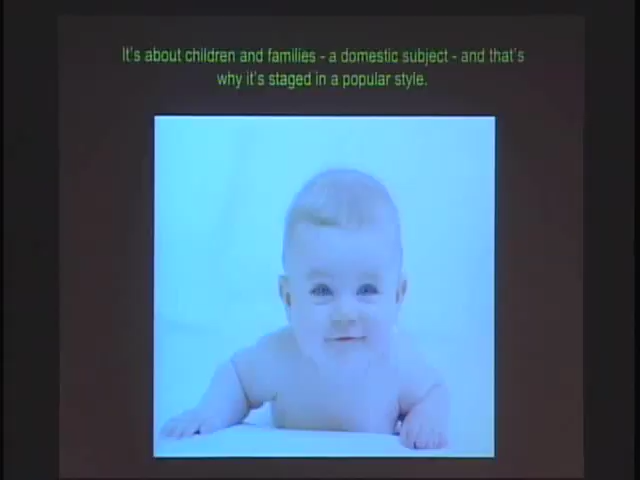 It's about children and families - a domestic subject - and that's
why it's staged in a popular style.